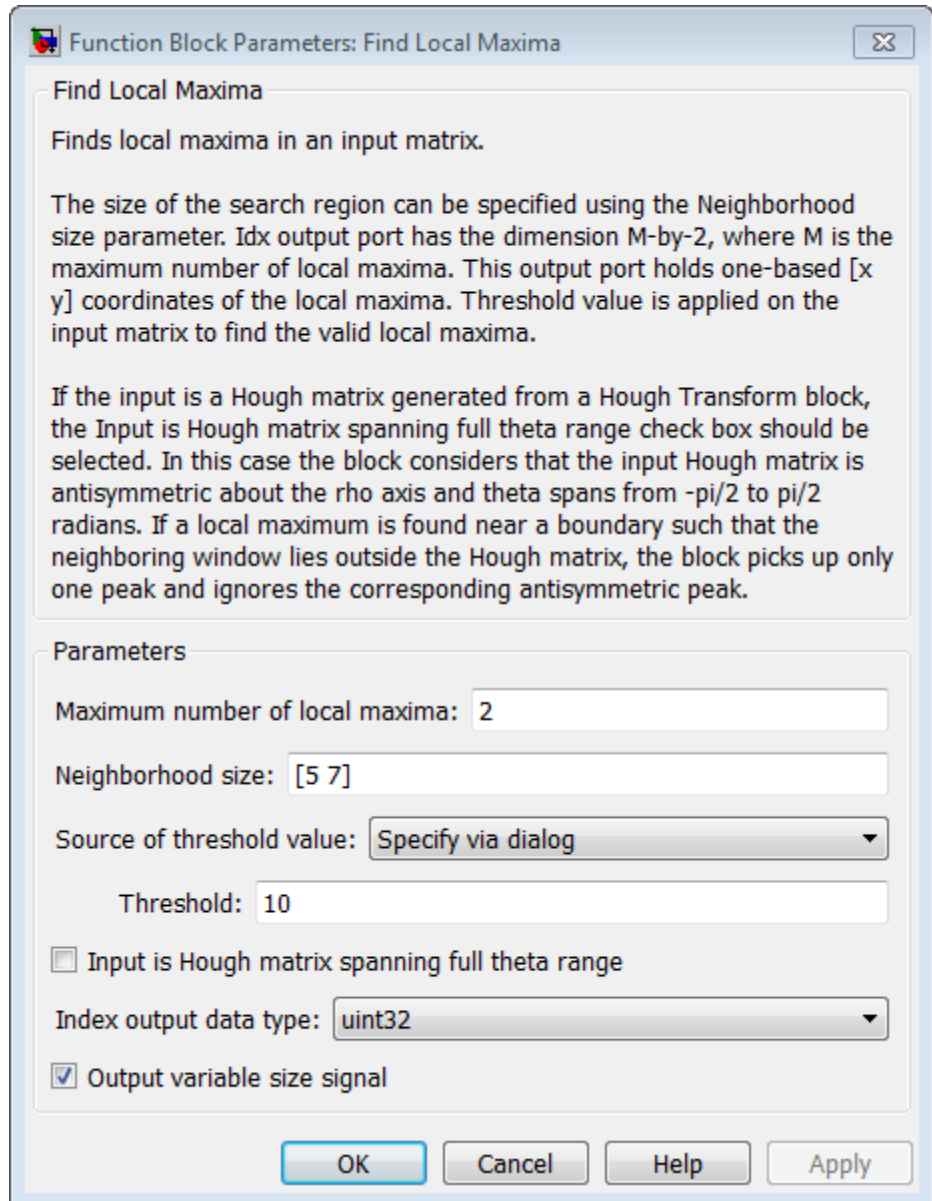 Function Block Parameters: Find Local Maxima
Find Local Maxima
Finds local maxima in an input matrix.
The size of the search region can be specified using the Neighborhood
size parameter. Idx output port has the dimension M-by-2, where M is the
maximum number of local maxima. This output port holds one-based [x
y] coordinates of the local maxima. Threshold value is applied on the
input matrix to find the valid local maxima.
If the input is a Hough matrix generated from a Hough Transform block,
the Input is Hough matrix spanning full theta range check box should be
selected. In this case the block considers that the input Hough matrix is
antisymmetric about the rho axis and theta spans from -pi/2 to pi/2
radians. If a local maximum is found near a boundary such that the
neighboring window lies outside the Hough matrix, the block picks up only
one peak and ignores the corresponding antisymmetric peak.
Parameters
Maximum number of local maxima: 2
Neighborhood size: [5 7]
Source of threshold value: Specify via dialog
Threshold: 10
Input is Hough matrix spanning full theta range
Index output data type: uint32
Output variable size signal
OK Cancel Help Apply